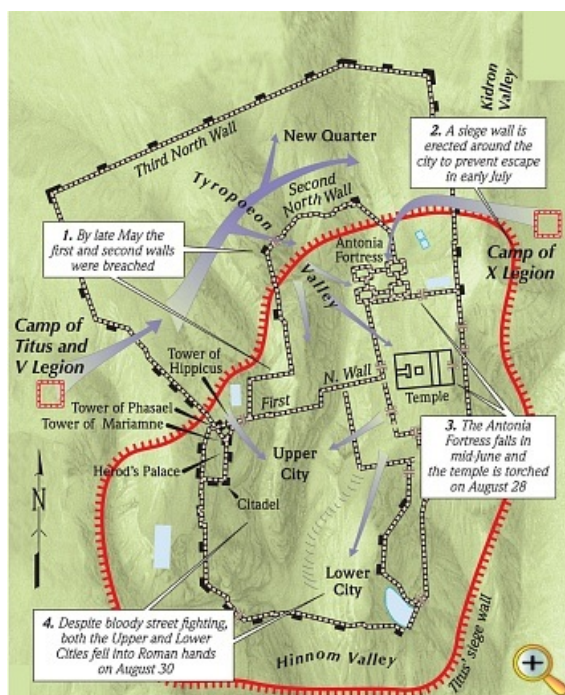 Third North Wall
Kidron
Valley
New Quarter
2. A siege wall is
erected around the
city to prevent escape
in early July
Tyropoeon
Valley
Second
North Wall
1. By late May the
first and second walls
were breached
Antonia
Fortress
Camp of
X Legion
Camp of
Titus and
V Legion
Tower of
Hippicus
First
N. Wall
Temple
Tower of Phasael
Tower of Mariamne
3. The Antonia
Fortress falls in
mid-June and
the temple is torched
on August 28
Herod's Palace
Upper
City
Citadel
N
Lower
City
4. Despite bloody street fighting,
both the Upper and Lower
Cities fell into Roman hands
on August 30
Hinnom Valley
Titus' siege wall